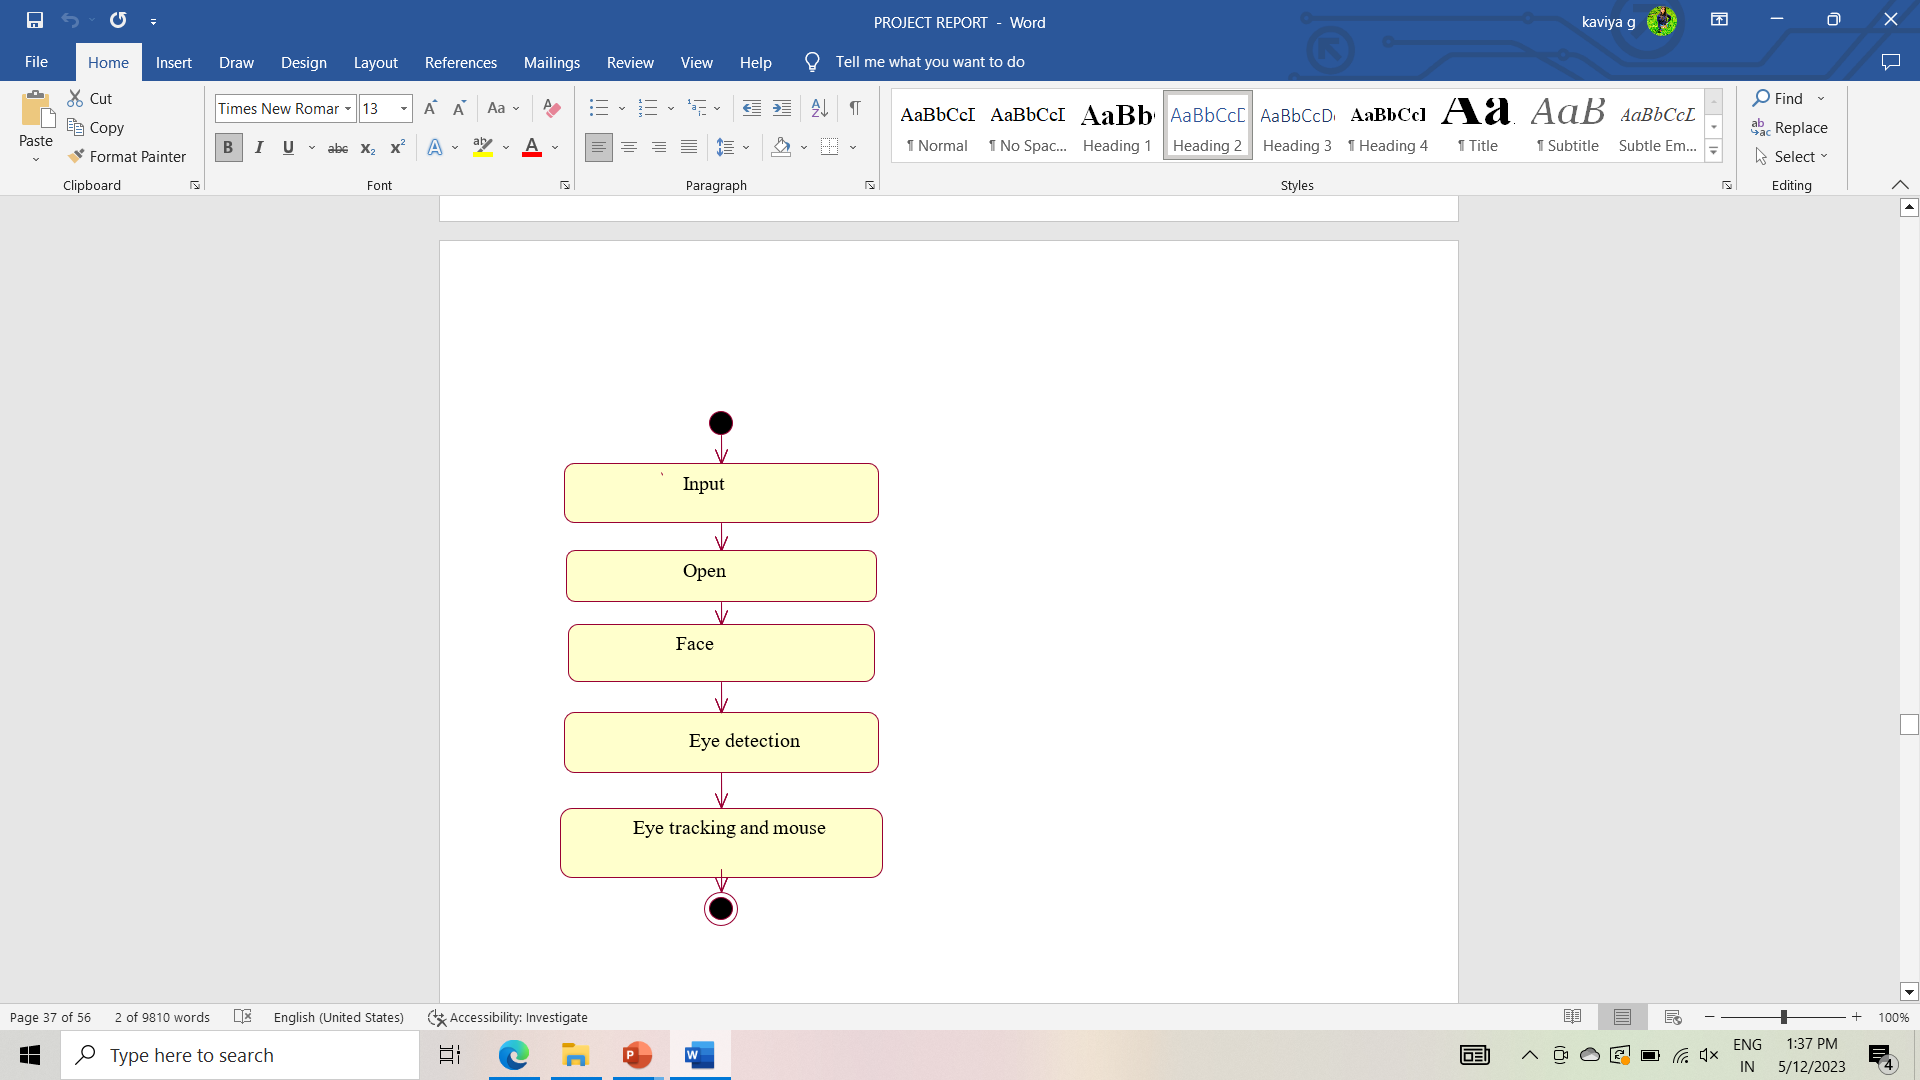 PROJECT REPORT - Word
kaviya g
File Home Insert Draw Design Layout References Mailings Review View Help Tell me what you want to do
Paste
Cut
Copy
Format Painter
Clipboard
Times New Roman 13
Font
Paragraph
AaBbCcI AaBbCcI AaBb( AaBbCcD AaBbCcD AaBbCcI Aa AaB AaBbCcD
¶ Normal ¶ No Spac... Heading 1 Heading 2 Heading 3 ¶ Heading 4 ¶ Title ¶ Subtitle Subtle Em...
Styles
Find
Replace
Select
Editing
Input
Open
Face
Eye detection
Eye tracking and mouse
Page 37 of 56 2 of 9810 words English (United States) Accessibility: Investigate 100%
Type here to search
ENG
IN
1:37 PM
5/12/2023
4